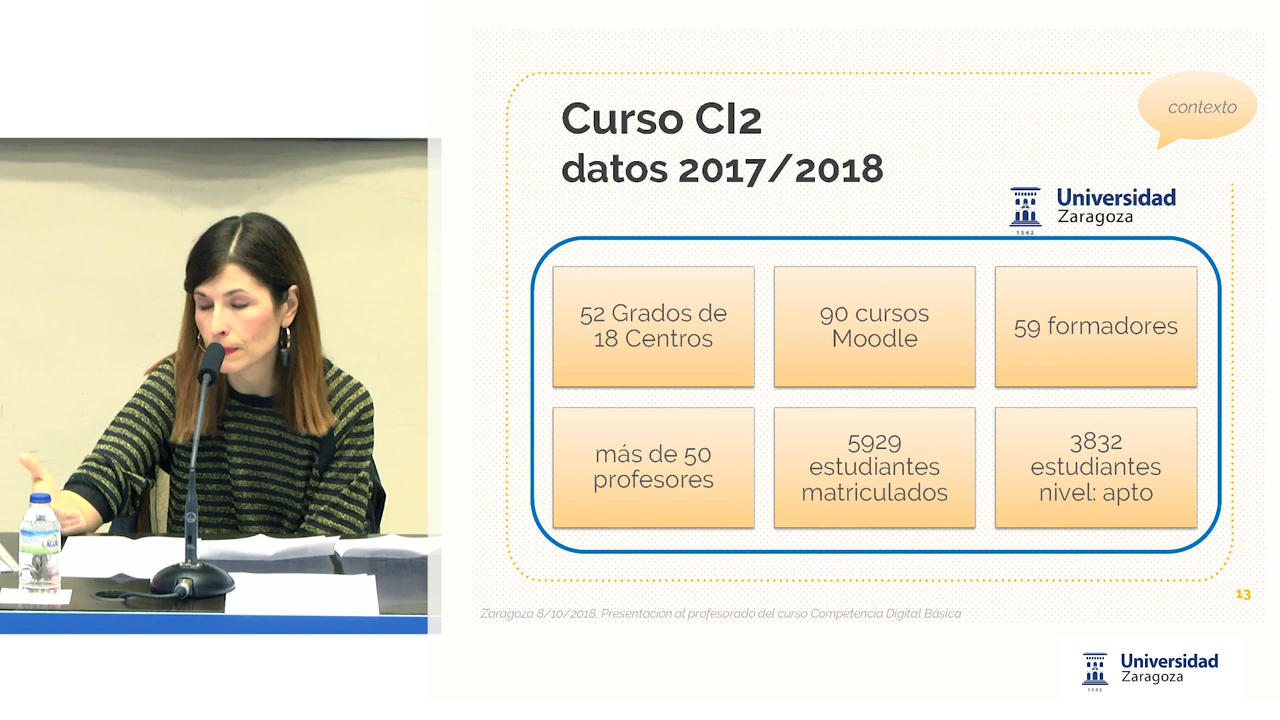 contexto
Curso CI2
datos 2017/2018
Universidad
Zaragoza
1542
52 Grados de
18 Centros
90 cursos
Moodle
59 formadores
más de 50
profesores
5929
estudiantes
matriculados
3832
estudiantes
nivel: apto
13
Zaragoza 8/10/2018. Presentación al profesorado del curso Competencia Digital Básica
Universidad
Zaragoza
1542